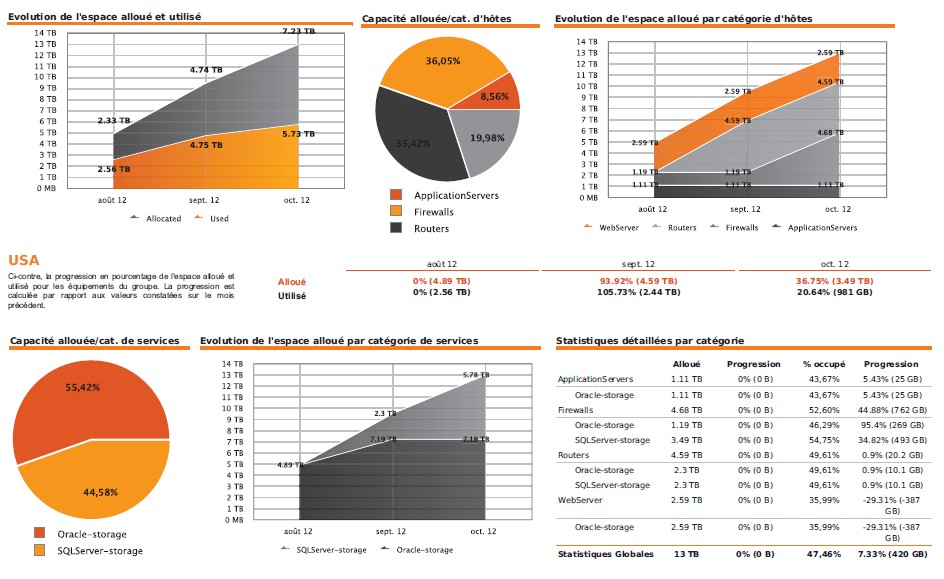 Evolution de l'espace alloué et utilisé
14 TB
13 TB
12 TB
11 TB
10 TB
9 TB
8 TB
7 TB
6 TB
5 TB
4 TB
3 TB
2 TB
1 TB
0 MB
7.23 TB
4.74 TB
2.33 TB
5.73 TB
4.75 TB
2.56 TB
août 12 sept. 12 oct. 12
Allocated Used
Capacité allouée/cat. d'hôtes
36,05%
8,56%
35,42%
19,98%
ApplicationServers
Firewalls
Routers
Evolution de l'espace alloué par catégorie d'hôtes
14 TB
13 TB
12 TB
11 TB
10 TB
9 TB
8 TB
7 TB
6 TB
5 TB
4 TB
3 TB
2 TB
1 TB
0 MB
2.59 TB
2.59 TB
4.59 TB
4.59 TB
2.59 TB
4.68 TB
1.19 TB 1.19 TB
1.11 TB 1.11 TB 1.11 TB
août 12 sept. 12 oct. 12
WebServer Routers Firewalls ApplicationServers
USA
Ci-contre, la progression en pourcentage de l'espace alloué et
utilisé pour les équipements du groupe. La progression est
calculée par rapport aux valeurs constatées sur le mois
précédent.
août 12 sept. 12 oct. 12
Alloué 0% (4.89 TB) 93.92% (4.59 TB) 36.75% (3.49 TB)
Utilisé 0% (2.56 TB) 105.73% (2.44 TB) 20.64% (981 GB)
Capacité allouée/cat. de services
55,42%
44,58%
Oracle-storage
SQLServer-storage
Evolution de l'espace alloué par catégorie de services
14 TB
13 TB
12 TB
11 TB
10 TB
9 TB
8 TB
7 TB
6 TB
5 TB
4 TB
3 TB
2 TB
1 TB
0 MB
5.78 TB
2.3 TB
7.19 TB 7.19 TB
4.89 TB
août 12 sept. 12 oct. 12
SQLServer-storage Oracle-storage
Statistiques détaillées par catégorie
Alloué Progression % occupé Progression
ApplicationServers 1.11 TB 0% (0 B) 43,67% 5.43% (25 GB)
Oracle-storage 1.11 TB 0% (0 B) 43,67% 5.43% (25 GB)
Firewalls 4.68 TB 0% (0 B) 52,60% 44.88% (762 GB)
Oracle-storage 1.19 TB 0% (0 B) 46,29% 95.4% (269 GB)
SQLServer-storage 3.49 TB 0% (0 B) 54,75% 34.82% (493 GB)
Routers 4.59 TB 0% (0 B) 49,61% 0.9% (20.2 GB)
Oracle-storage 2.3 TB 0% (0 B) 49,61% 0.9% (10.1 GB)
SQLServer-storage 2.3 TB 0% (0 B) 49,61% 0.9% (10.1 GB)
WebServer 2.59 TB 0% (0 B) 35,99% -29.31% (-387
GB)
Oracle-storage 2.59 TB 0% (0 B) 35,99% -29.31% (-387
GB)
Statistiques Globales 13 TB 0% (0 B) 47,46% 7.33% (420 GB)